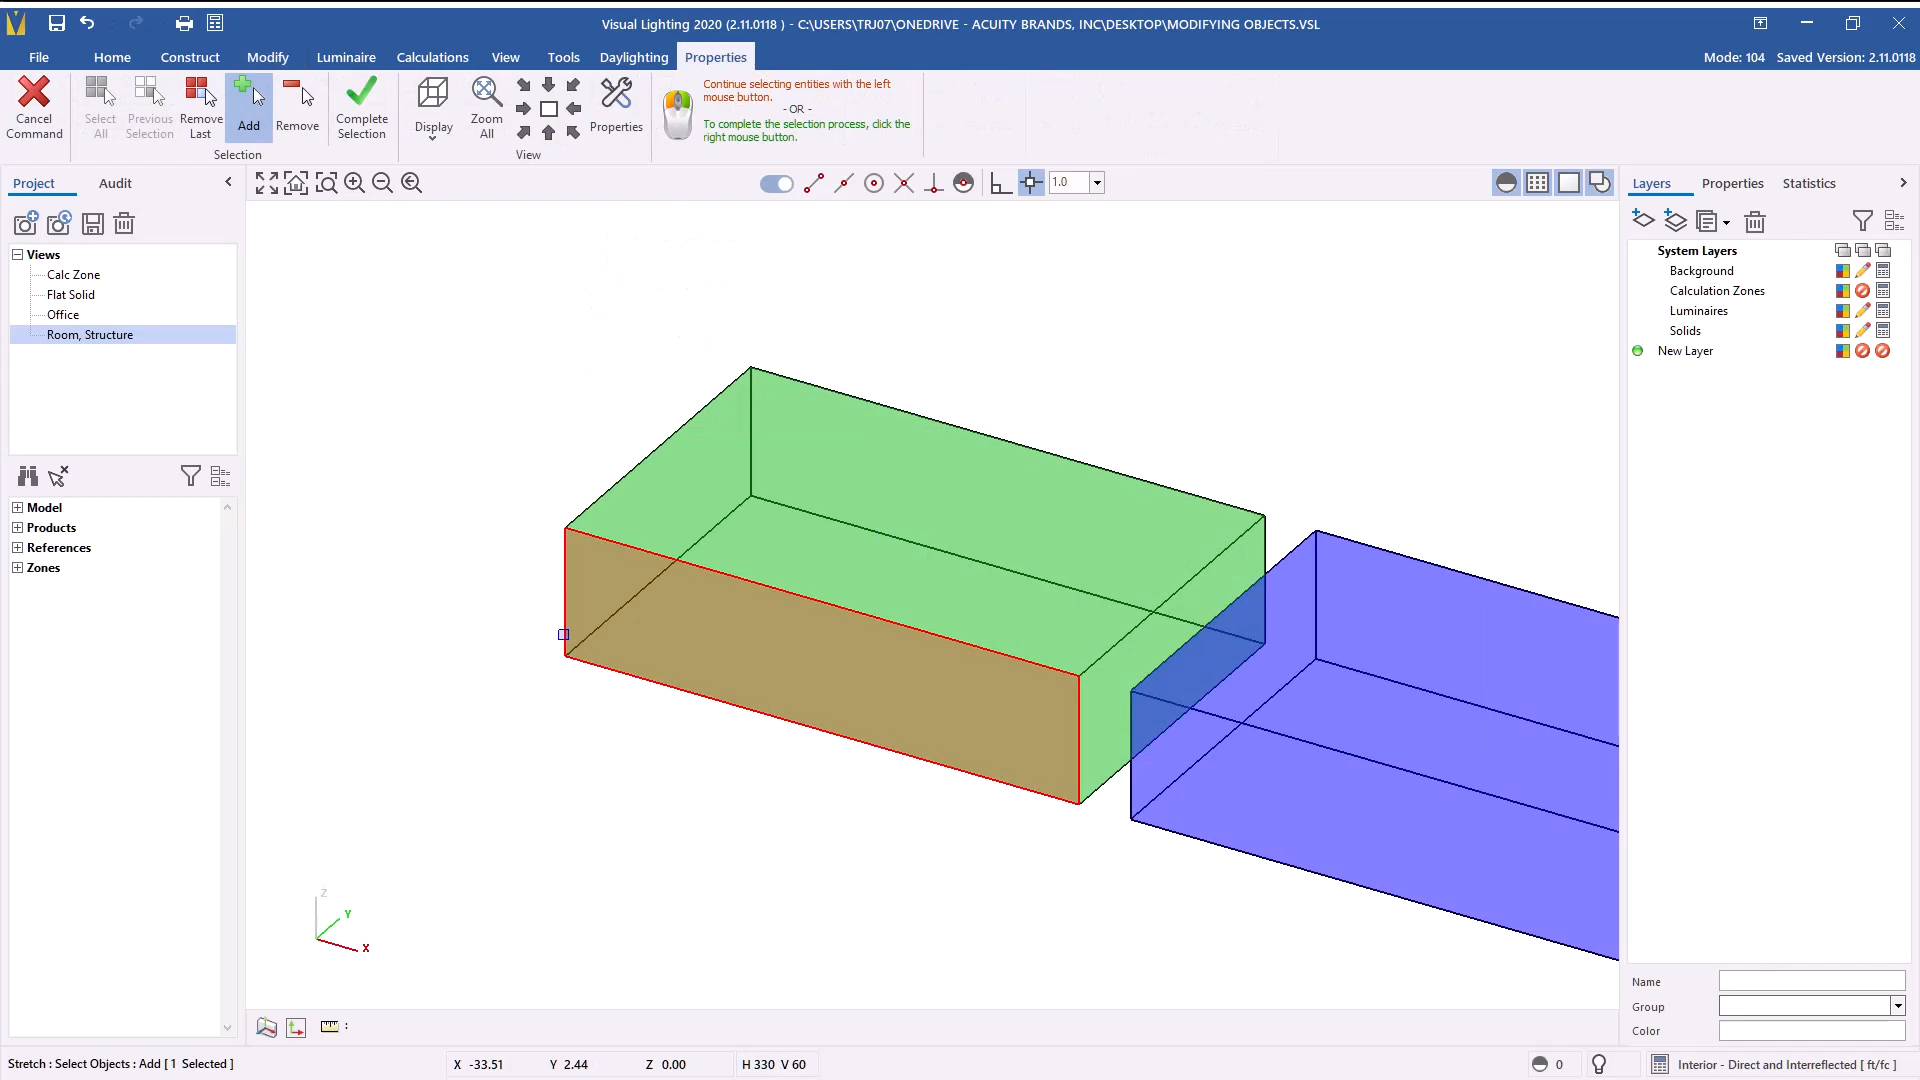 Visual Lighting 2020 (2.11.0118 ) - C:\USERS\TRJ07\ONEDRIVE - ACUITY BRANDS, INC\DESKTOP\MODIFYING OBJECTS.VSL
File Home Construct Modify Luminaire Calculations View Tools Daylighting Properties
Mode: 104 Saved Version: 2.11.0118
Cancel Command
Select All
Previous Selection
Remove Last
Add
Remove
Complete Selection
Selection
Display
Zoom All
Properties
View
Continue selecting entities with the left
mouse button.
- OR -
To complete the selection process, click the
right mouse button.
Project Audit
1.0
Layers Properties Statistics
Views
Calc Zone
Flat Solid
Office
Room, Structure
Model
Products
References
Zones
System Layers
Background
Calculation Zones
Luminaires
Solids
New Layer
Z
Y
X
:
Name
Group
Color
Stretch : Select Objects : Add [ 1 Selected ]
X -33.51 Y 2.44 Z 0.00 H 330 V 60
0
Interior - Direct and Interreflected [ ft/fc ]